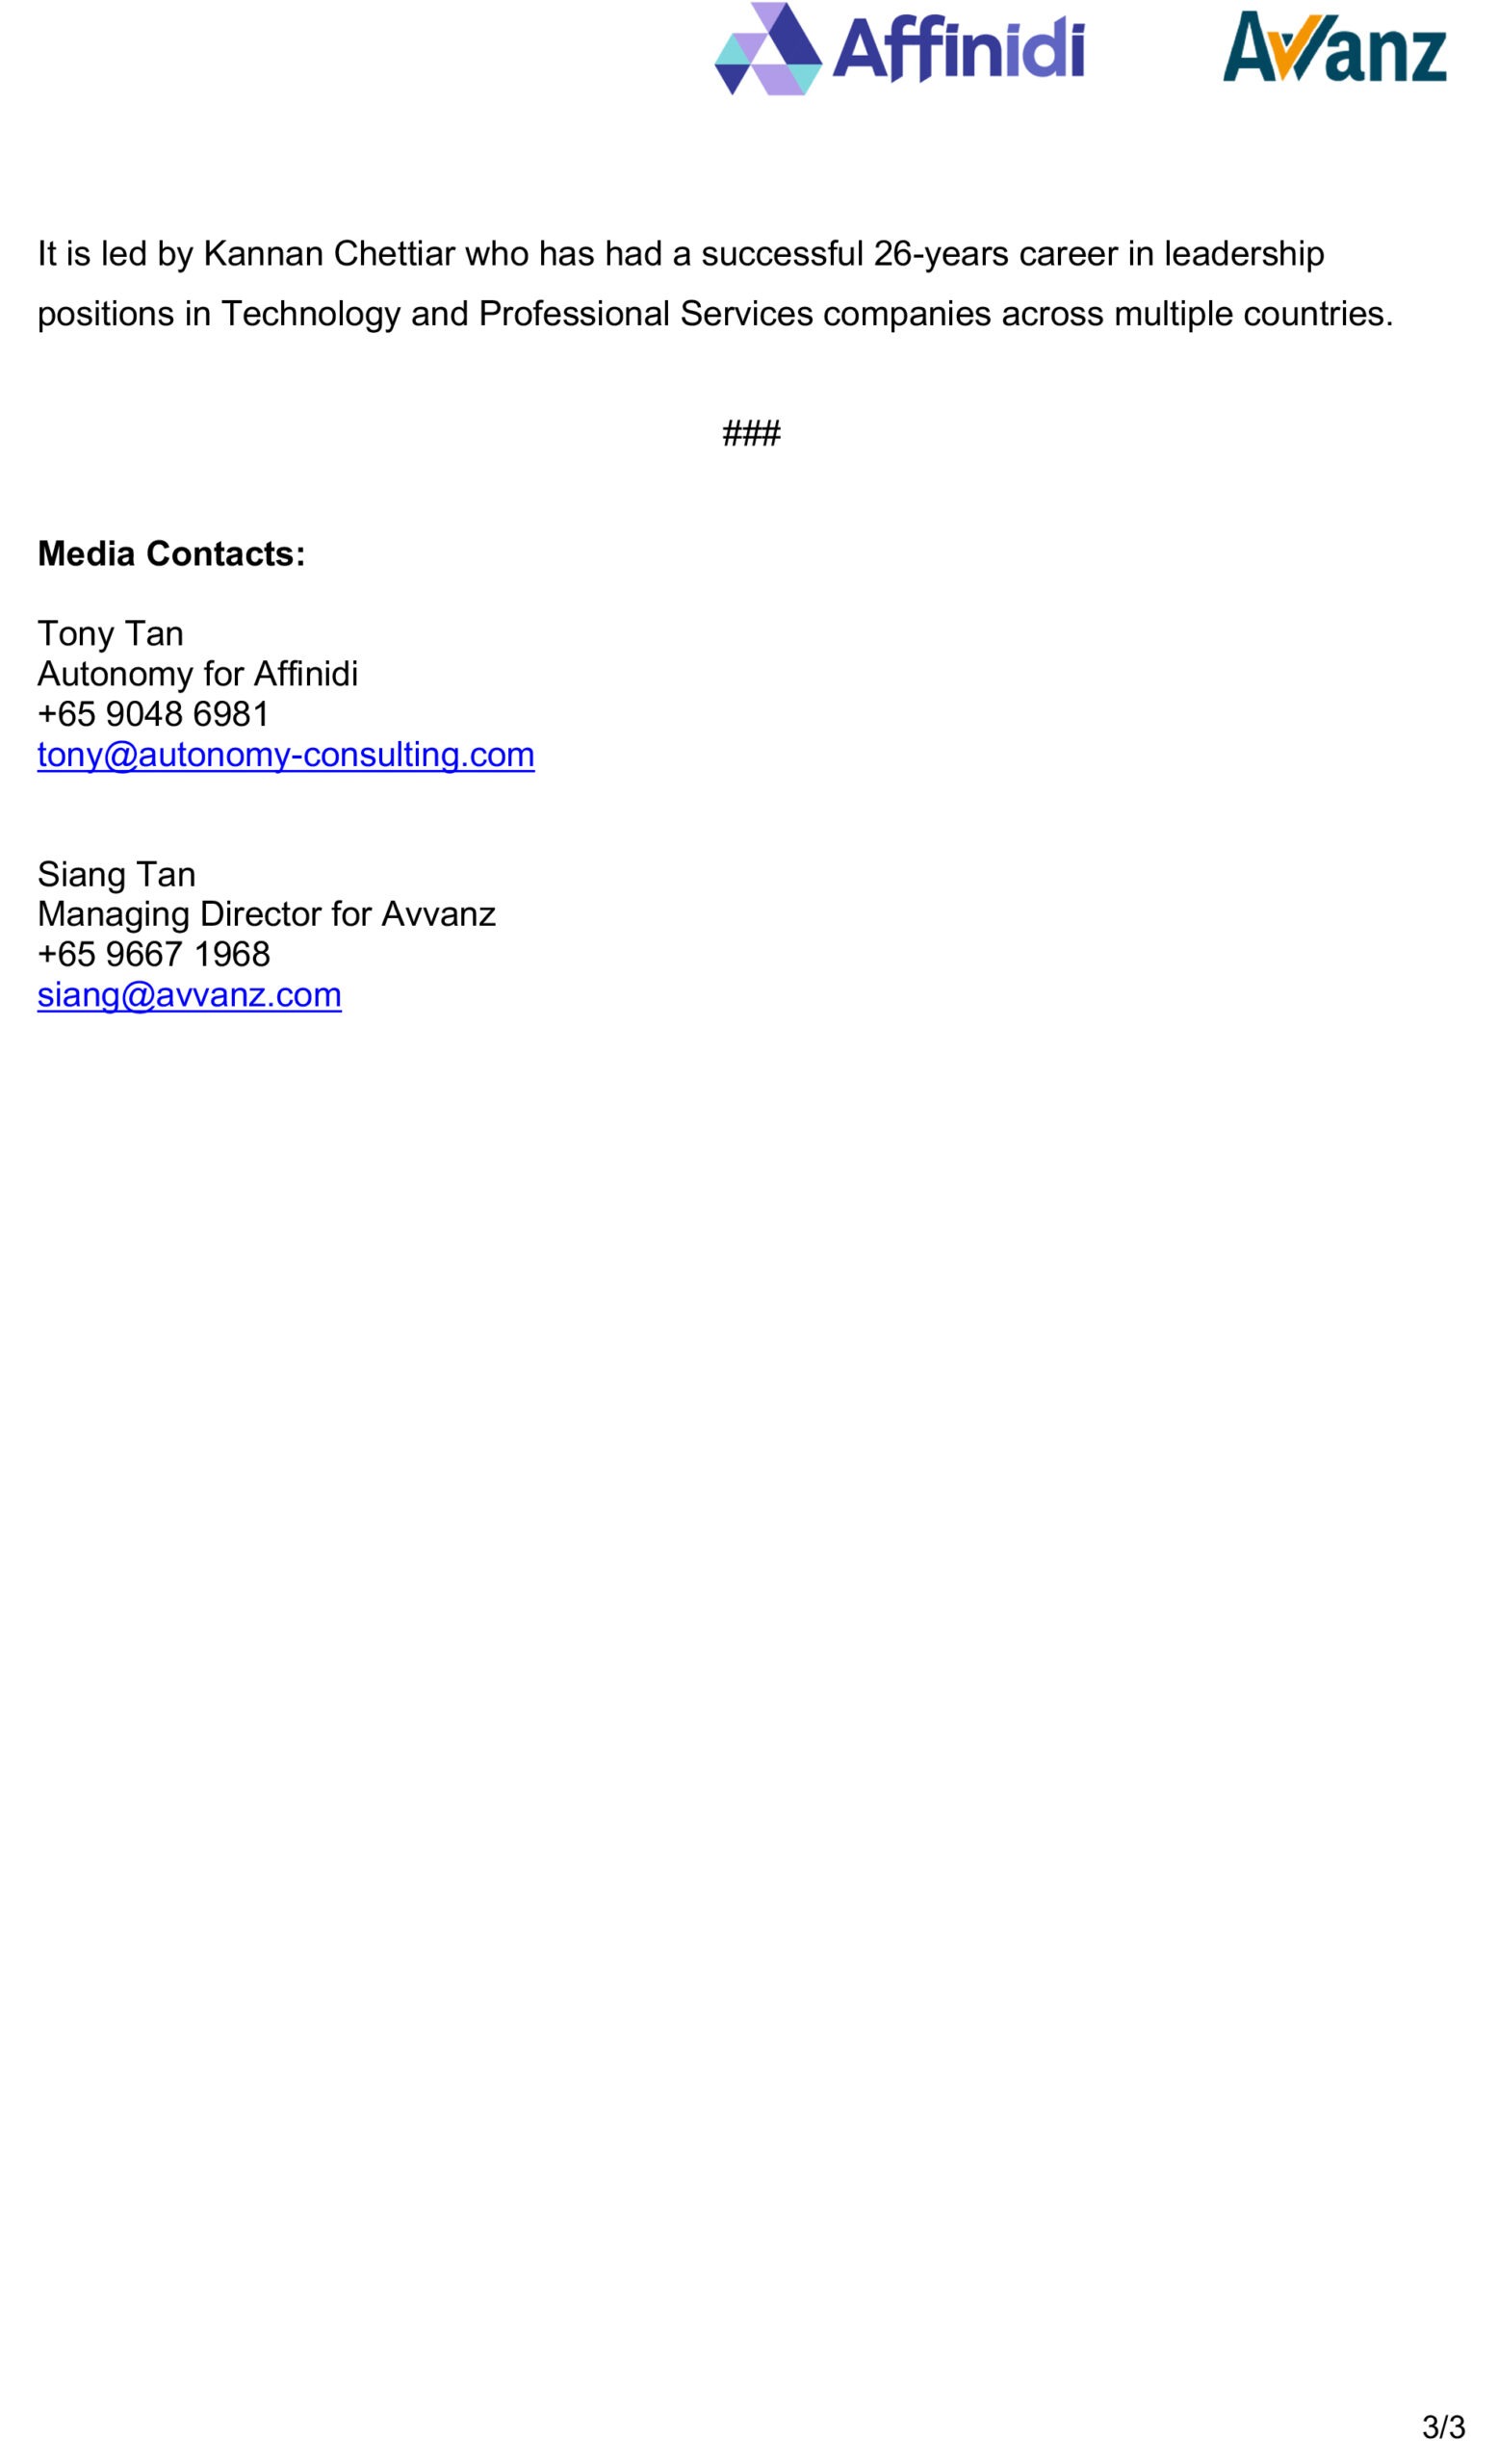 Affinidi Avvanz
It is led by Kannan Chettiar who has had a successful 26-years career in leadership
positions in Technology and Professional Services companies across multiple countries.
###
Media Contacts:
Tony Tan
Autonomy for Affinidi
+65 9048 6981
tony@autonomy-consulting.com
Siang Tan
Managing Director for Avvanz
+65 9667 1968
siang@avvanz.com
3/3